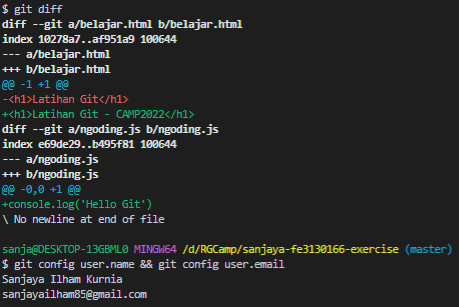 $ git diff
diff --git a/belajar.html b/belajar.html
index 10278a7..af951a9 100644
--- a/belajar.html
+++ b/belajar.html
@@ -1 +1 @@
-<h1>Latihan Git</h1>
+<h1>Latihan Git - CAMP2022</h1>
diff --git a/ngoding.js b/ngoding.js
index e69de29..b495f81 100644
--- a/ngoding.js
+++ b/ngoding.js
@@ -0,0 +1 @@
+console.log('Hello Git')
\ No newline at end of file
sanja@DESKTOP-13GBML0 MINGW64 /d/RGCamp/sanjaya-fe3130166-exercise (master)
$ git config user.name && git config user.email
Sanjaya Ilham Kurnia
sanjayailham85@gmail.com